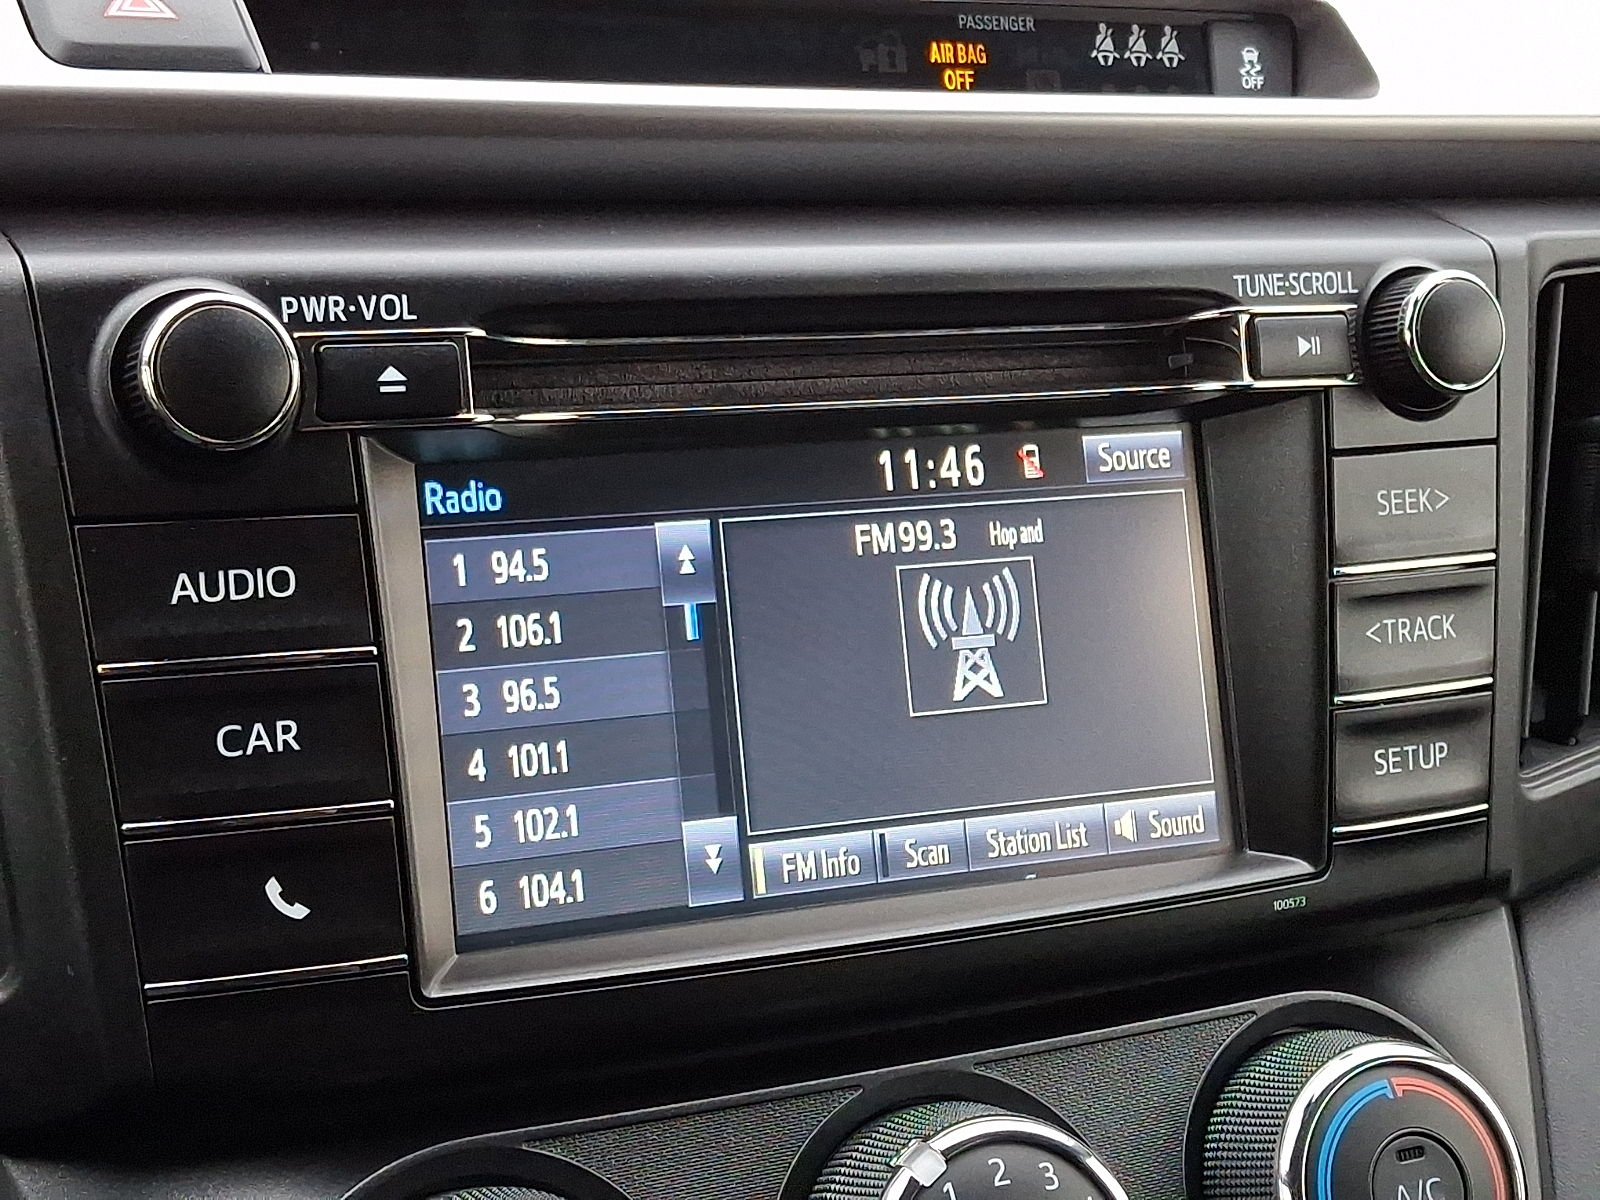 PASSENGER
AIR BAG
OFF
OFF
PWR·VOL
TUNE·SCROLL
Radio
11:46
Source
FM99.3 Hop and
1 94.5
2 106.1
3 96.5
4 101.1
5 102.1
6 104.1
FM Info
Scan
Station List
Sound
AUDIO
CAR
SEEK>
<TRACK
SETUP
100573
1 2 3
A/C